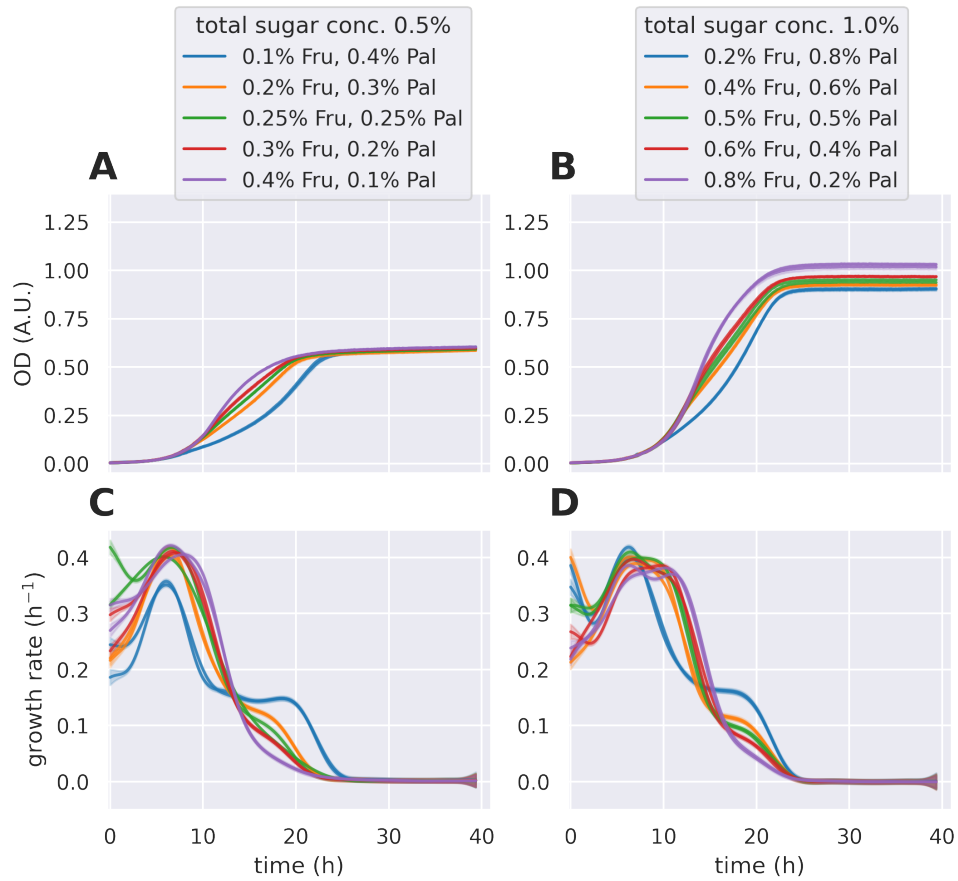 total sugar conc. 0.5%
0.1% Fru, 0.4% Pal
0.2% Fru, 0.3% Pal
0.25% Fru, 0.25% Pal
0.3% Fru, 0.2% Pal
0.4% Fru, 0.1% Pal
total sugar conc. 1.0%
0.2% Fru, 0.8% Pal
0.4% Fru, 0.6% Pal
0.5% Fru, 0.5% Pal
0.6% Fru, 0.4% Pal
0.8% Fru, 0.2% Pal
A
1.25
1.00
0.75
0.50
0.25
0.00
OD (A.U.)
B
1.25
1.00
0.75
0.50
0.25
0.00
C
0.4
0.3
0.2
0.1
0.0
growth rate (h⁻¹)
0 10 20 30 40
time (h)
D
0.4
0.3
0.2
0.1
0.0
0 10 20 30 40
time (h)